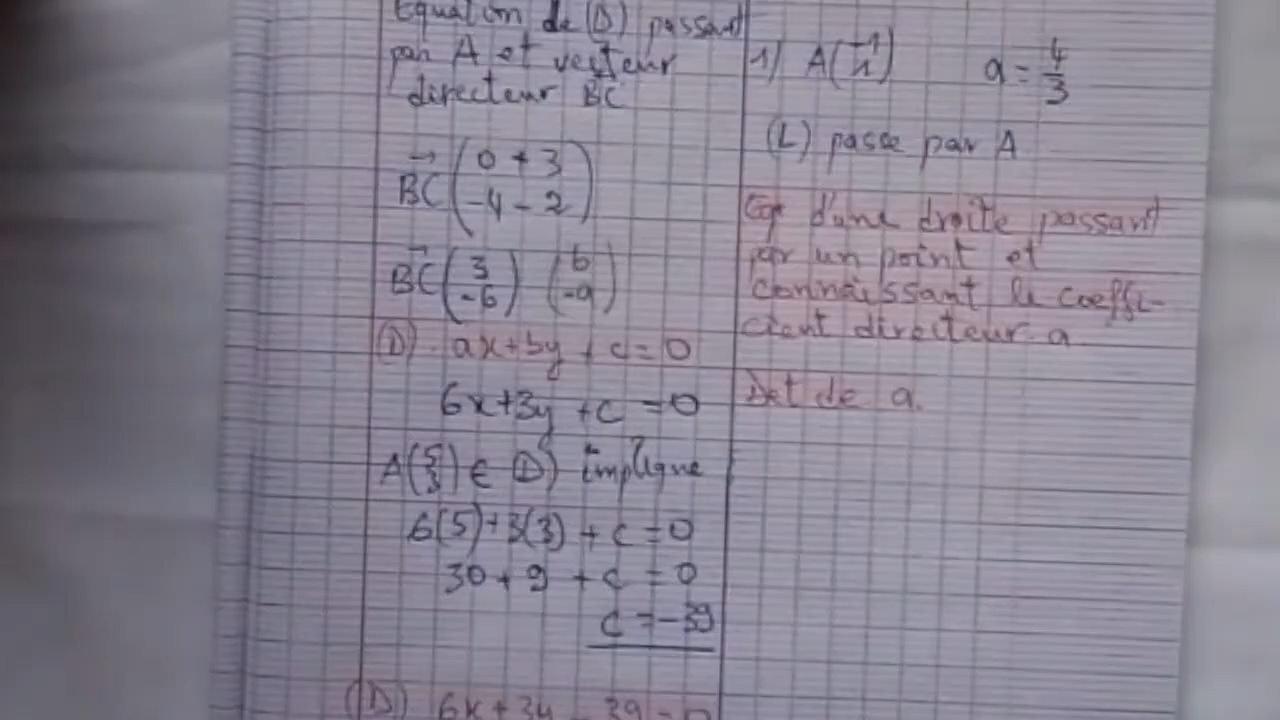 Equation de (D) passant
par A et vecteur
directeur BC
BC (0 + 3
-4 - 2)
BC (3
-6) (b
-a)
(D) ax+by + c = 0
6x+3y + c = 0
A(5
3) ∈ (D) implique
6(5)+3(3) + c = 0
30 + 9 + c = 0
c = -39
(D) 6x+3y - 39 = 0
1) A(-1
4) a = 4/3
(L) passe par A
Eq d'une droite passant
par un point et
connaissant le coeffi-
cient directeur a
Det de a.